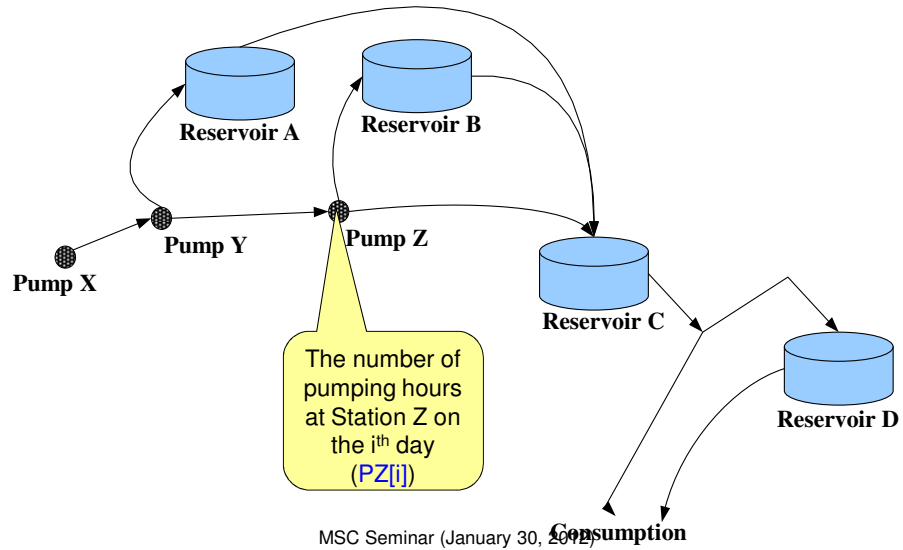 Reservoir A
Reservoir B
Pump Y
Pump Z
Pump X
Reservoir C
The number of
pumping hours
at Station Z on
the iᵗʰ day
(PZ[i])
Reservoir D
Consumption
MSC Seminar (January 30, 2012)